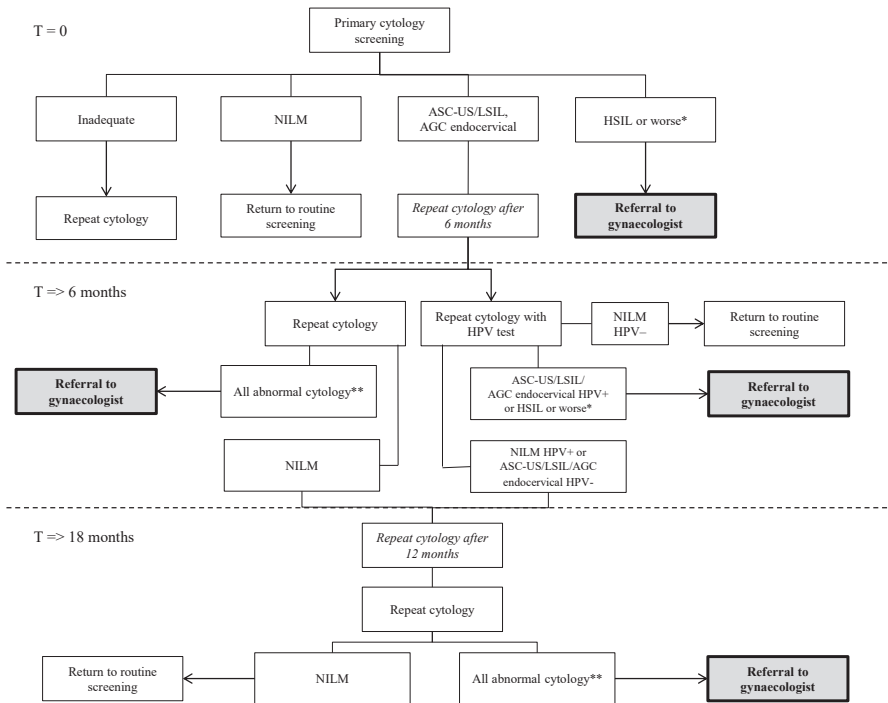 T = 0
Primary cytology
screening
Inadequate
NILM
ASC-US/LSIL,
AGC endocervical
HSIL or worse*
Repeat cytology
Return to routine
screening
Repeat cytology after
6 months
Referral to
gynaecologist
T => 6 months
Repeat cytology
Repeat cytology with
HPV test
NILM
HPV–
Return to routine
screening
Referral to
gynaecologist
All abnormal cytology**
ASC-US/LSIL/
AGC endocervical HPV+
or HSIL or worse*
Referral to
gynaecologist
NILM
NILM HPV+ or
ASC-US/LSIL/AGC
endocervical HPV-
T => 18 months
Repeat cytology after
12 months
Repeat cytology
Return to routine
screening
NILM
All abnormal cytology**
Referral to
gynaecologist